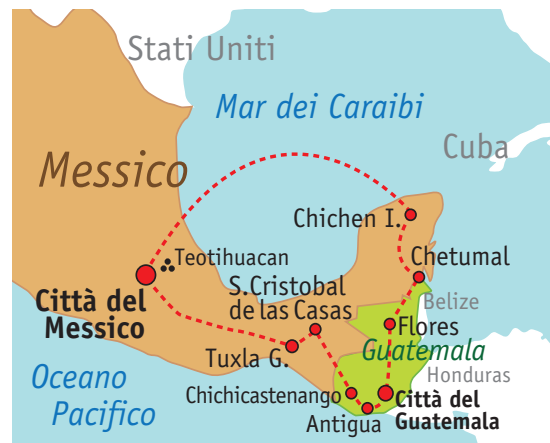 Stati Uniti
Mar dei Caraibi
Cuba
Messico
Chichen I.
Teotihuacan
Chetumal
Città del
Messico
S.Cristobal
de las Casas
Belize
Flores
Tuxla G.
Guatemala
Honduras
Oceano
Pacifico
Chichicastenango
Città del
Guatemala
Antigua